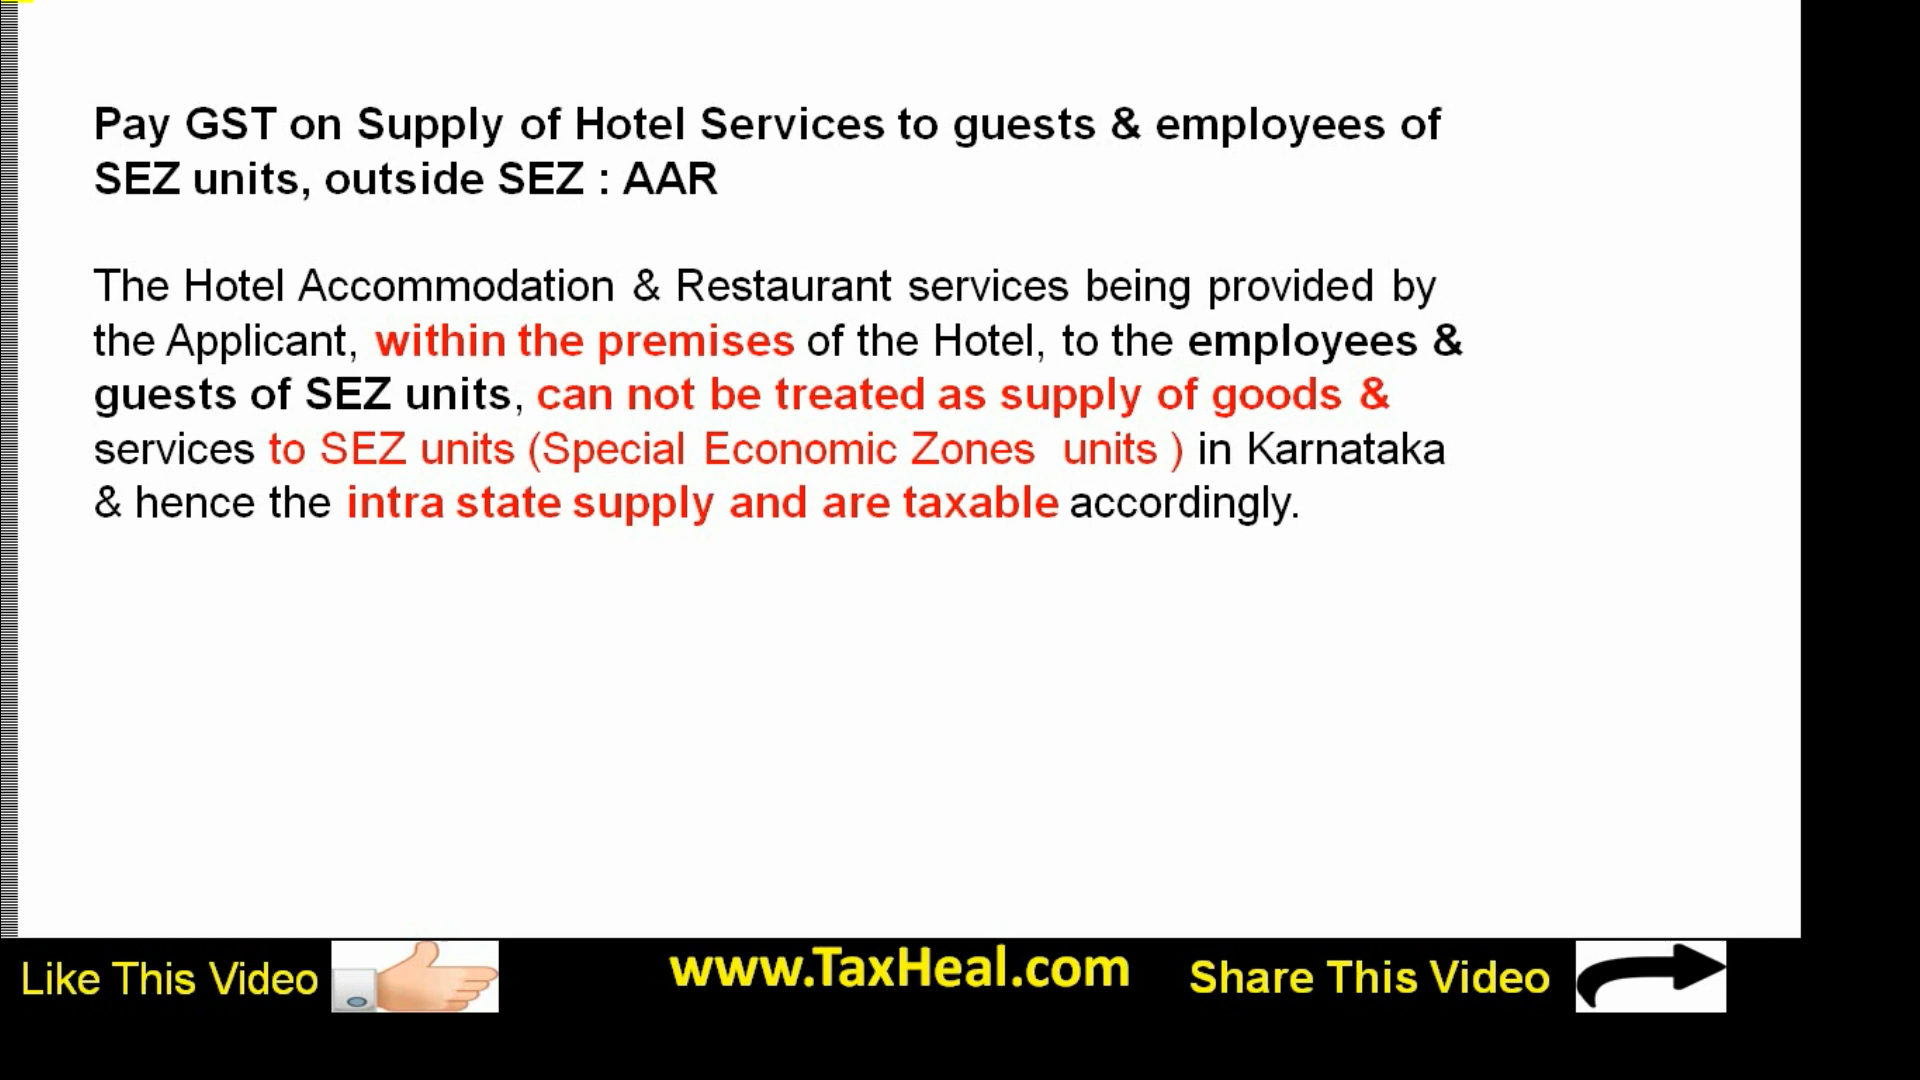 Pay GST on Supply of Hotel Services to guests & employees of
SEZ units, outside SEZ : AAR
The Hotel Accommodation & Restaurant services being provided by
the Applicant, within the premises of the Hotel, to the employees &
guests of SEZ units, can not be treated as supply of goods &
services to SEZ units (Special Economic Zones units ) in Karnataka
& hence the intra state supply and are taxable accordingly.
Like This Video www.TaxHeal.com Share This Video